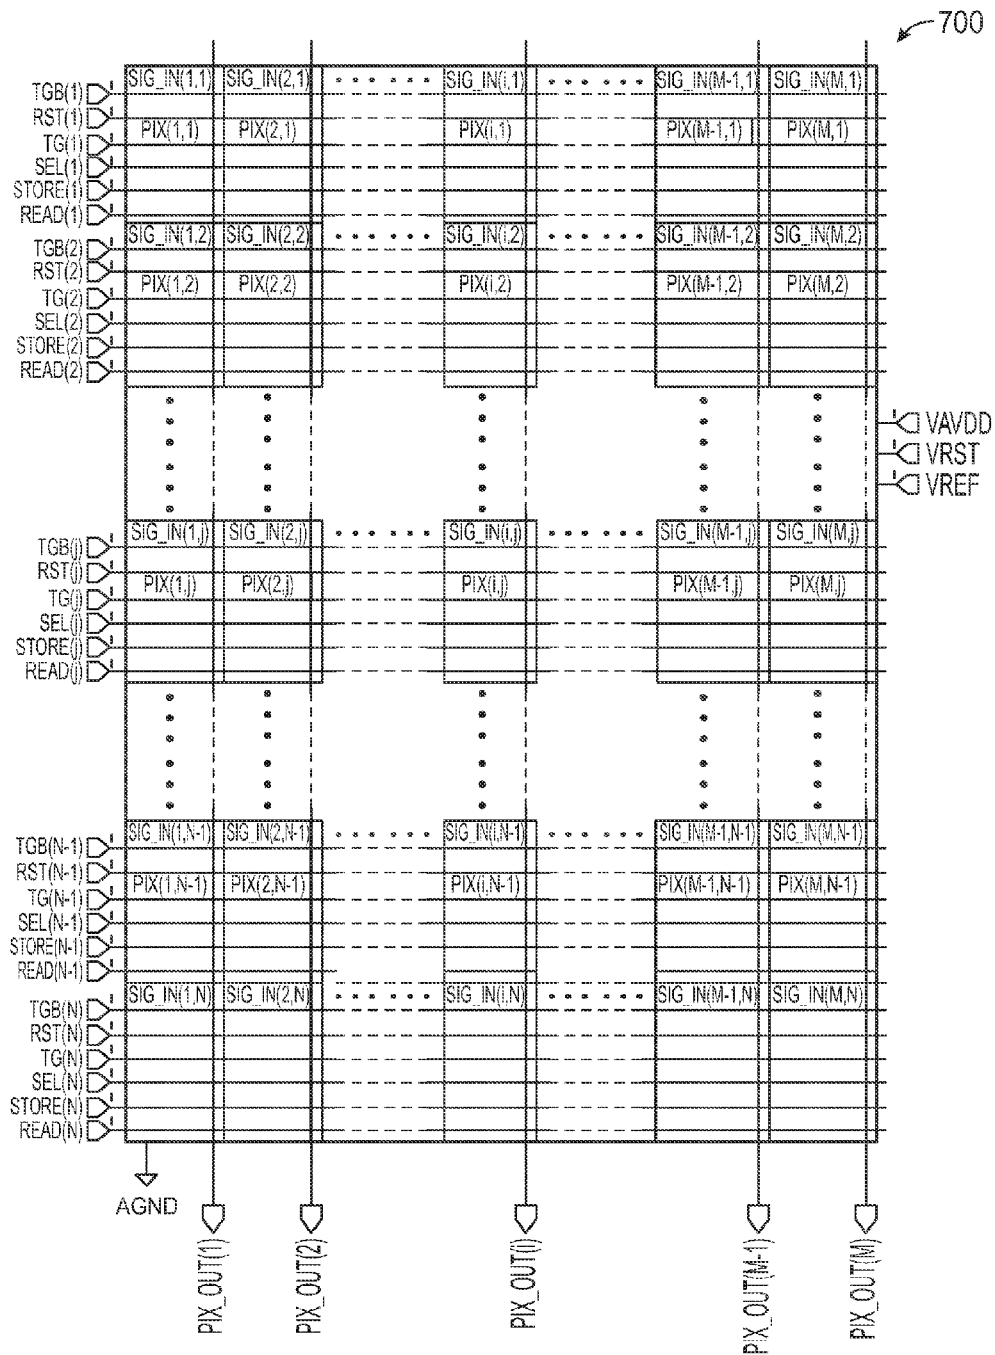 700
SIG_IN(1,1) SIG_IN(2,1) SIG_IN(i,1) SIG_IN(M-1,1) SIG_IN(M,1)
TGB(1)
RST(1)
PIX(1,1) PIX(2,1) PIX(i,1) PIX(M-1,1) PIX(M,1)
TG(1)
SEL(1)
STORE(1)
READ(1)
SIG_IN(1,2) SIG_IN(2,2) SIG_IN(i,2) SIG_IN(M-1,2) SIG_IN(M,2)
TGB(2)
RST(2)
PIX(1,2) PIX(2,2) PIX(i,2) PIX(M-1,2) PIX(M,2)
TG(2)
SEL(2)
STORE(2)
READ(2)
VAVDD
VRST
VREF
SIG_IN(1,j) SIG_IN(2,j) SIG_IN(i,j) SIG_IN(M-1,j) SIG_IN(M,j)
TGB(j)
RST(j)
PIX(1,j) PIX(2,j) PIX(i,j) PIX(M-1,j) PIX(M,j)
TG(j)
SEL(j)
STORE(j)
READ(j)
SIG_IN(1,N-1) SIG_IN(2,N-1) SIG_IN(i,N-1) SIG_IN(M-1,N-1) SIG_IN(M,N-1)
TGB(N-1)
RST(N-1)
PIX(1,N-1) PIX(2,N-1) PIX(i,N-1) PIX(M-1,N-1) PIX(M,N-1)
TG(N-1)
SEL(N-1)
STORE(N-1)
READ(N-1)
SIG_IN(1,N) SIG_IN(2,N) SIG_IN(i,N) SIG_IN(M-1,N) SIG_IN(M,N)
TGB(N)
RST(N)
TG(N)
SEL(N)
STORE(N)
READ(N)
AGND
PIX_OUT(1)
PIX_OUT(2)
PIX_OUT(i)
PIX_OUT(M-1)
PIX_OUT(M)